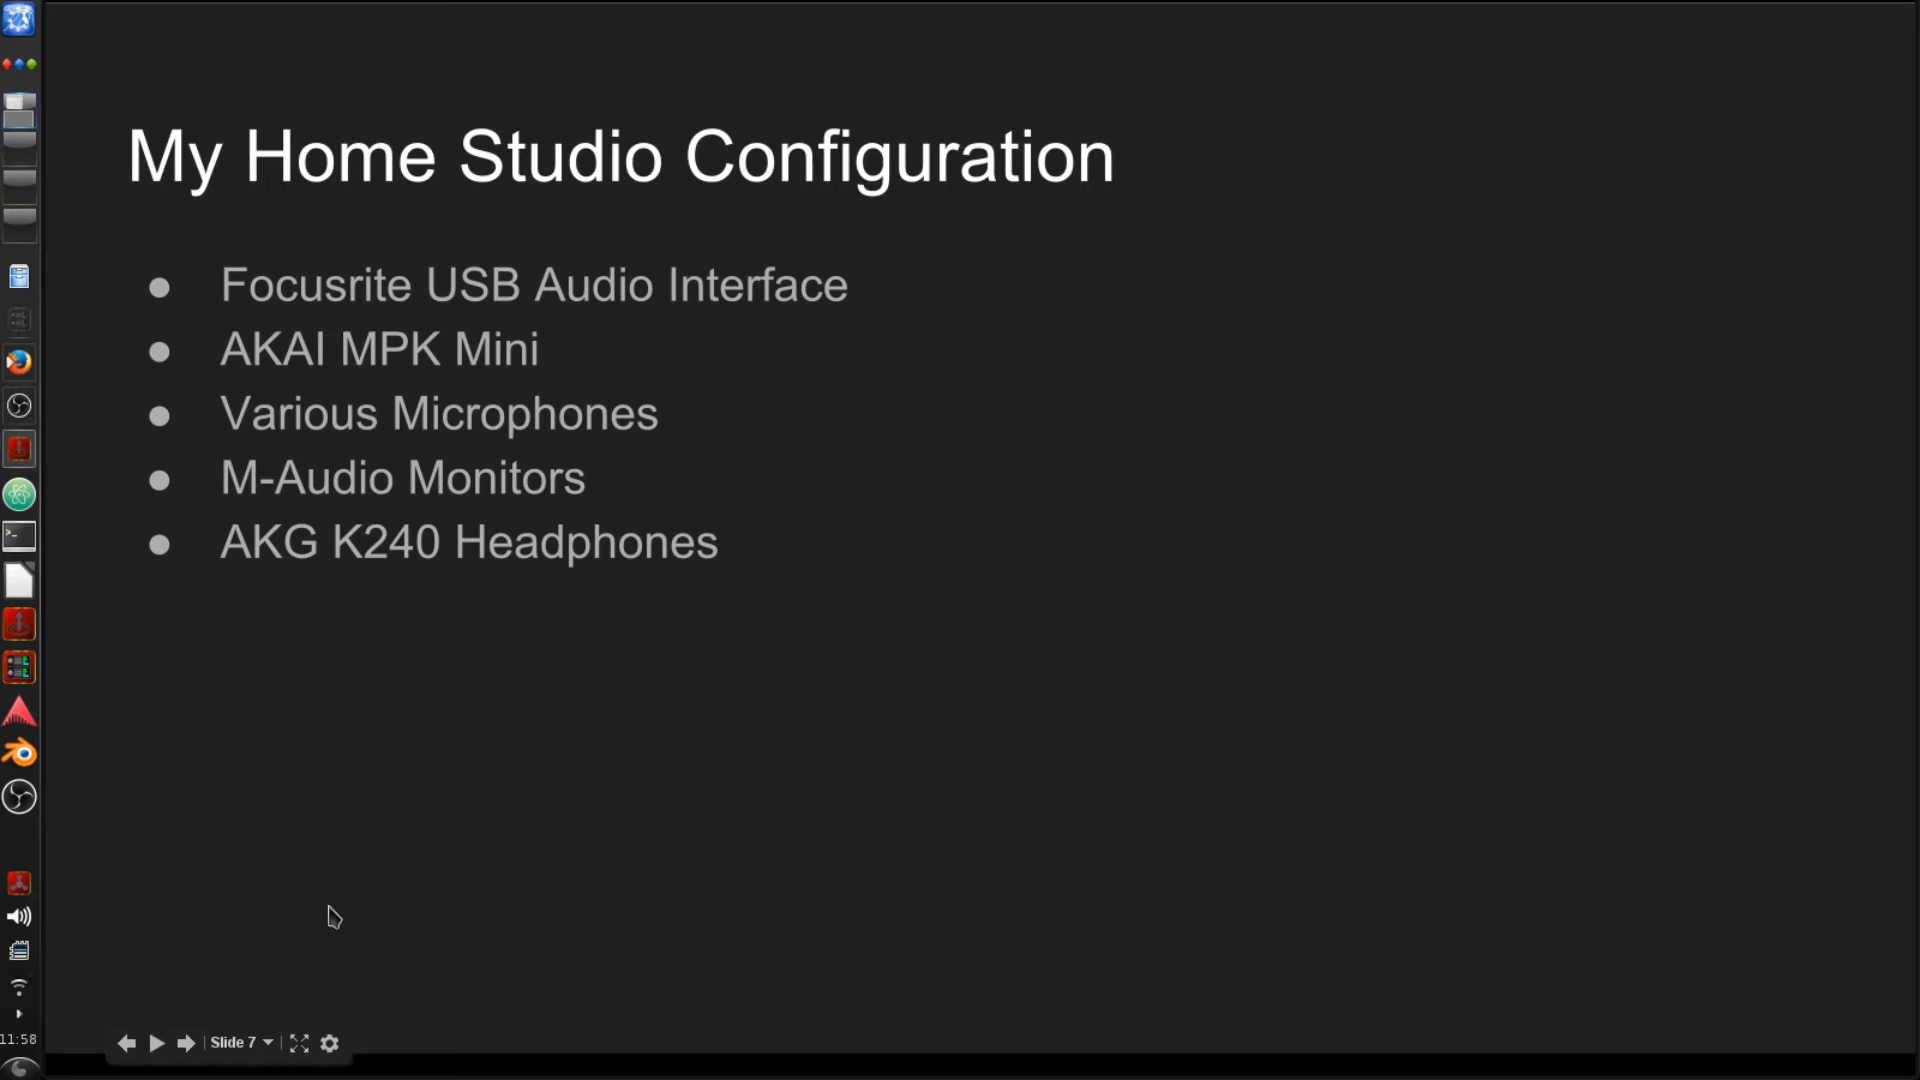 My Home Studio Configuration
● Focusrite USB Audio Interface
● AKAI MPK Mini
● Various Microphones
● M-Audio Monitors
● AKG K240 Headphones
Slide 7
11:58